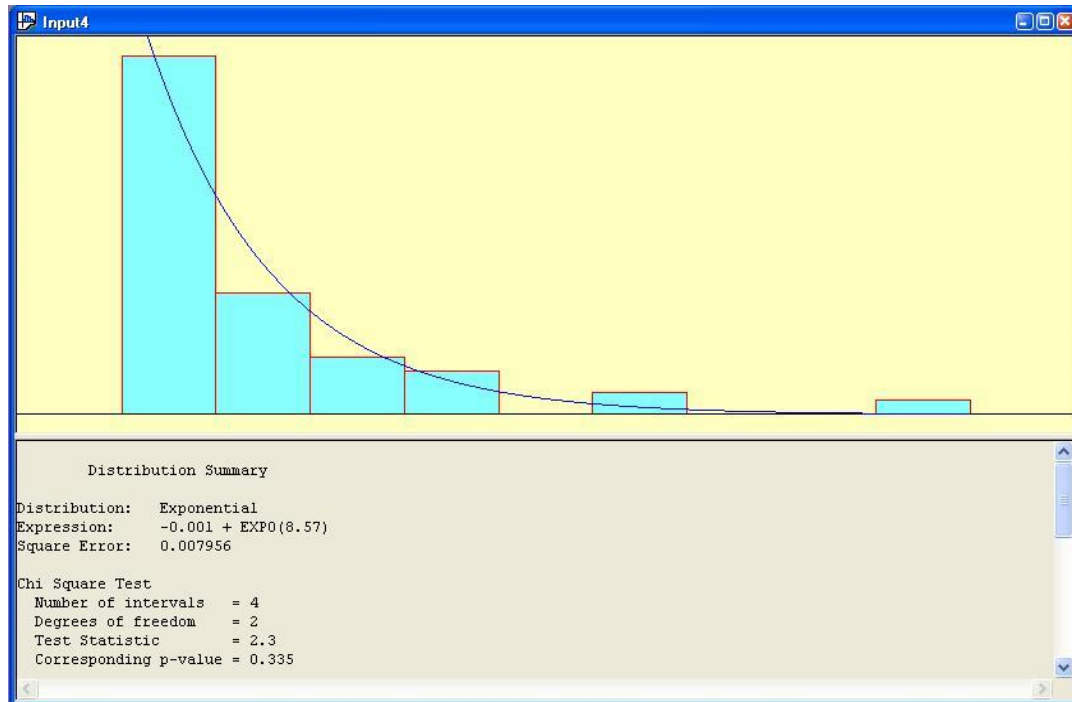 Input4
Distribution Summary
Distribution: Exponential
Expression: -0.001 + EXPO(8.57)
Square Error: 0.007956
Chi Square Test
Number of intervals = 4
Degrees of freedom = 2
Test Statistic = 2.3
Corresponding p-value = 0.335